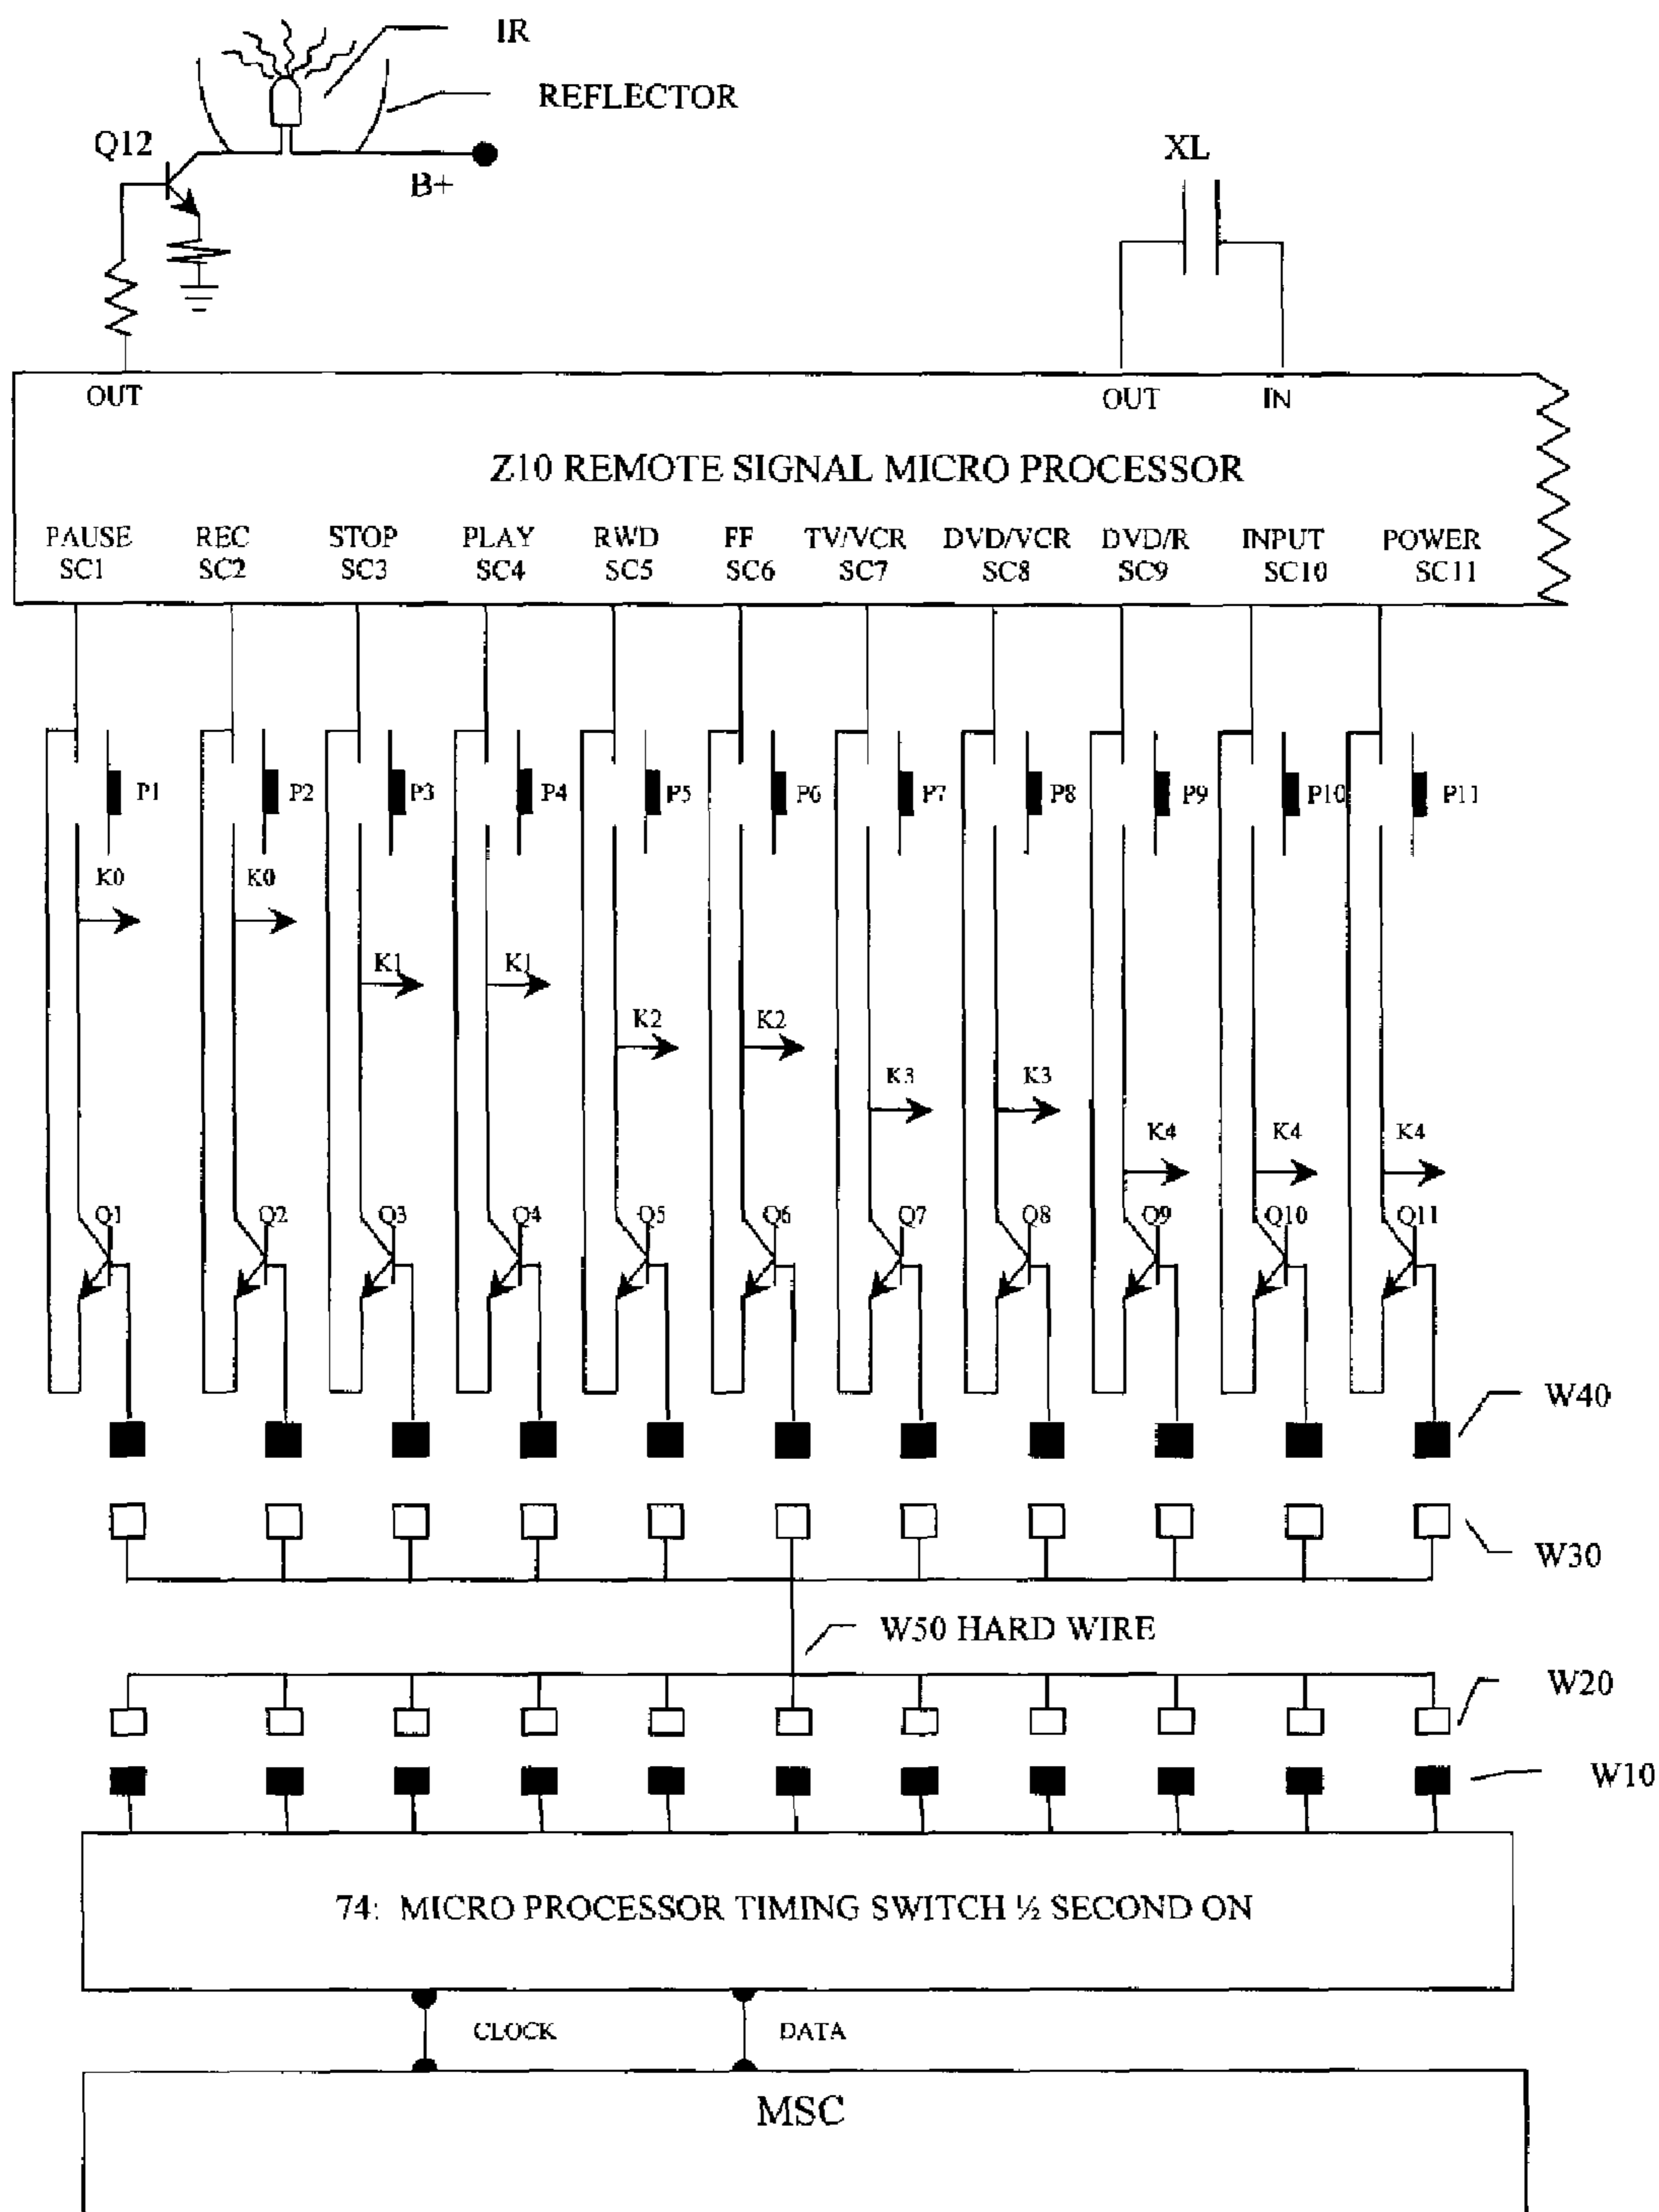 IR
REFLECTOR
Q12
B+
XL
OUT
OUT IN
Z10 REMOTE SIGNAL MICRO PROCESSOR
PAUSE REC STOP PLAY RWD FF TV/VCR DVD/VCR DVD/R INPUT POWER
SC1 SC2 SC3 SC4 SC5 SC6 SC7 SC8 SC9 SC10 SC11
P1 P2 P3 P4 P5 P6 P7 P8 P9 P10 P11
K0 K0
K1 K1
K2 K2
K3 K3
K4 K4 K4
Q1 Q2 Q3 Q4 Q5 Q6 Q7 Q8 Q9 Q10 Q11
W40
W30
W50 HARD WIRE
W20
W10
74: MICRO PROCESSOR TIMING SWITCH ½ SECOND ON
CLOCK DATA
MSC